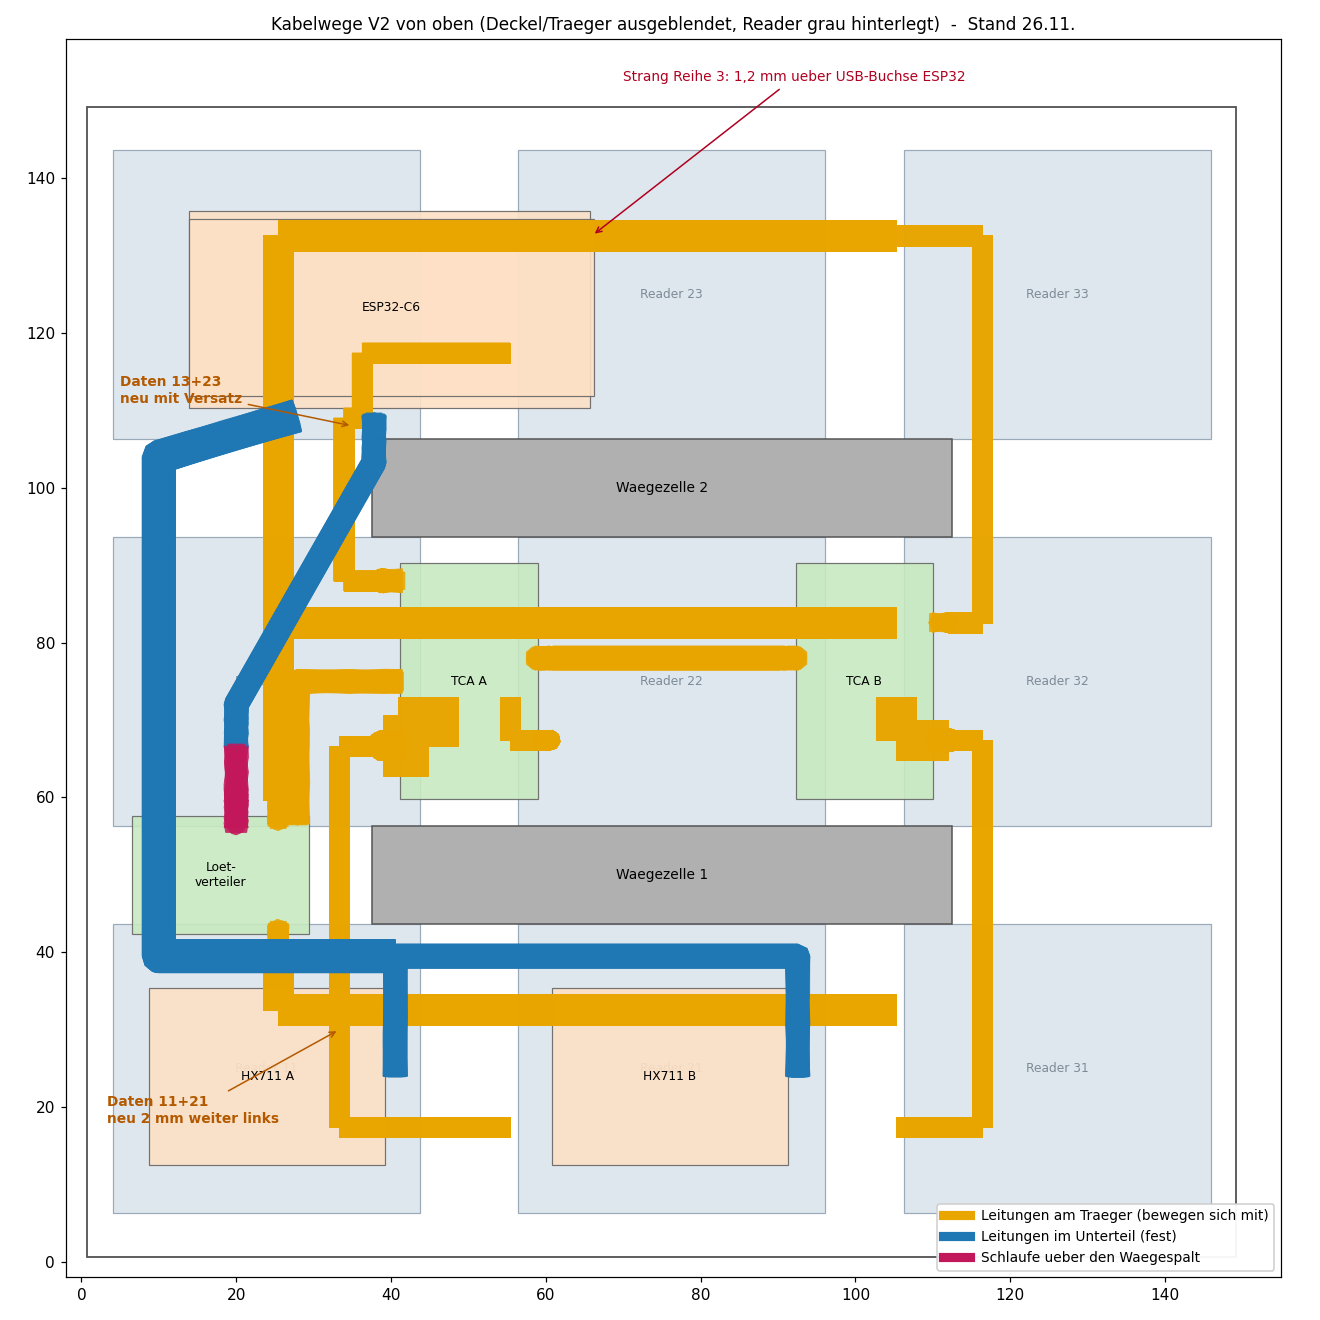 Kabelwege V2 von oben (Deckel/Traeger ausgeblendet, Reader grau hinterlegt)  -  Stand 26.11.
Strang Reihe 3: 1,2 mm ueber USB-Buchse ESP32
140
Reader 23
Reader 33
ESP32-C6
120
Daten 13+23
neu mit Versatz
100
Waegezelle 2
80
TCA A
Reader 22
TCA B
Reader 32
60
Loet-
verteiler
Waegezelle 1
40
HX711 A
HX711 B
Reader 31
Daten 11+21
neu 2 mm weiter links
20
Leitungen am Traeger (bewegen sich mit)
Leitungen im Unterteil (fest)
Schlaufe ueber den Waegespalt
0
0 20 40 60 80 100 120 140